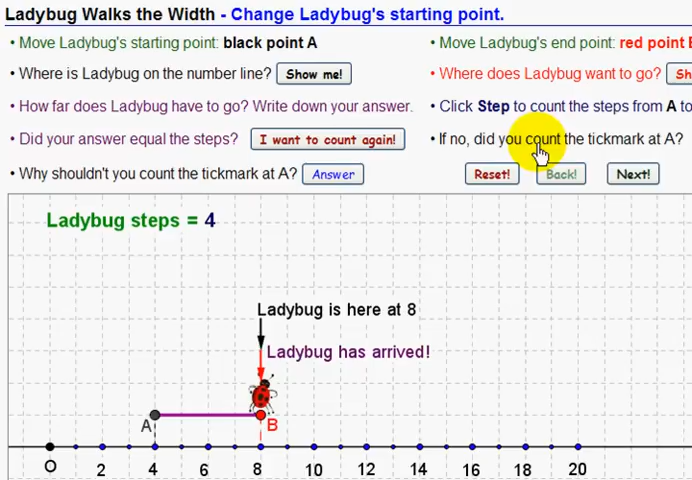 Ladybug Walks the Width - Change Ladybug's starting point.
• Move Ladybug's starting point: black point A
• Move Ladybug's end point: red point
• Where is Ladybug on the number line? Show me!
• Where does Ladybug want to go?
• How far does Ladybug have to go? Write down your answer.
• Click Step to count the steps from A to
• Did your answer equal the steps? I want to count again!
• If no, did you count the tickmark at A?
• Why shouldn't you count the tickmark at A? Answer
Reset! Back! Next!
Ladybug steps = 4
Ladybug is here at 8
Ladybug has arrived!
A B
O 2 4 6 8 10 12 14 16 18 20